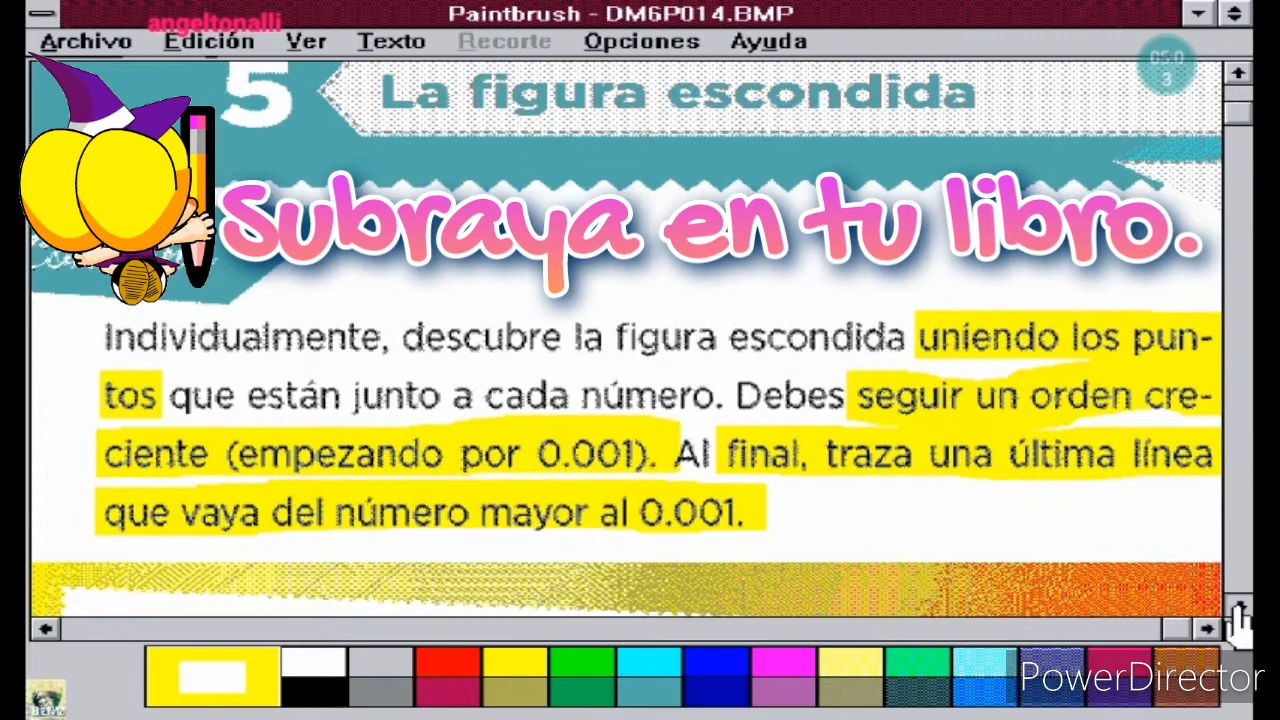 Paintbrush - DM6P014.BMP
angeltonalli
Archivo Edición Ver Texto Recorte Opciones Ayuda
05:0
3
5 La figura escondida
Subraya en tu libro.
Individualmente, descubre la figura escondida uniendo los pun-
tos que están junto a cada número. Debes seguir un orden cre-
ciente (empezando por 0.001). Al final, traza una última línea
que vaya del número mayor al 0.001.
PowerDirector